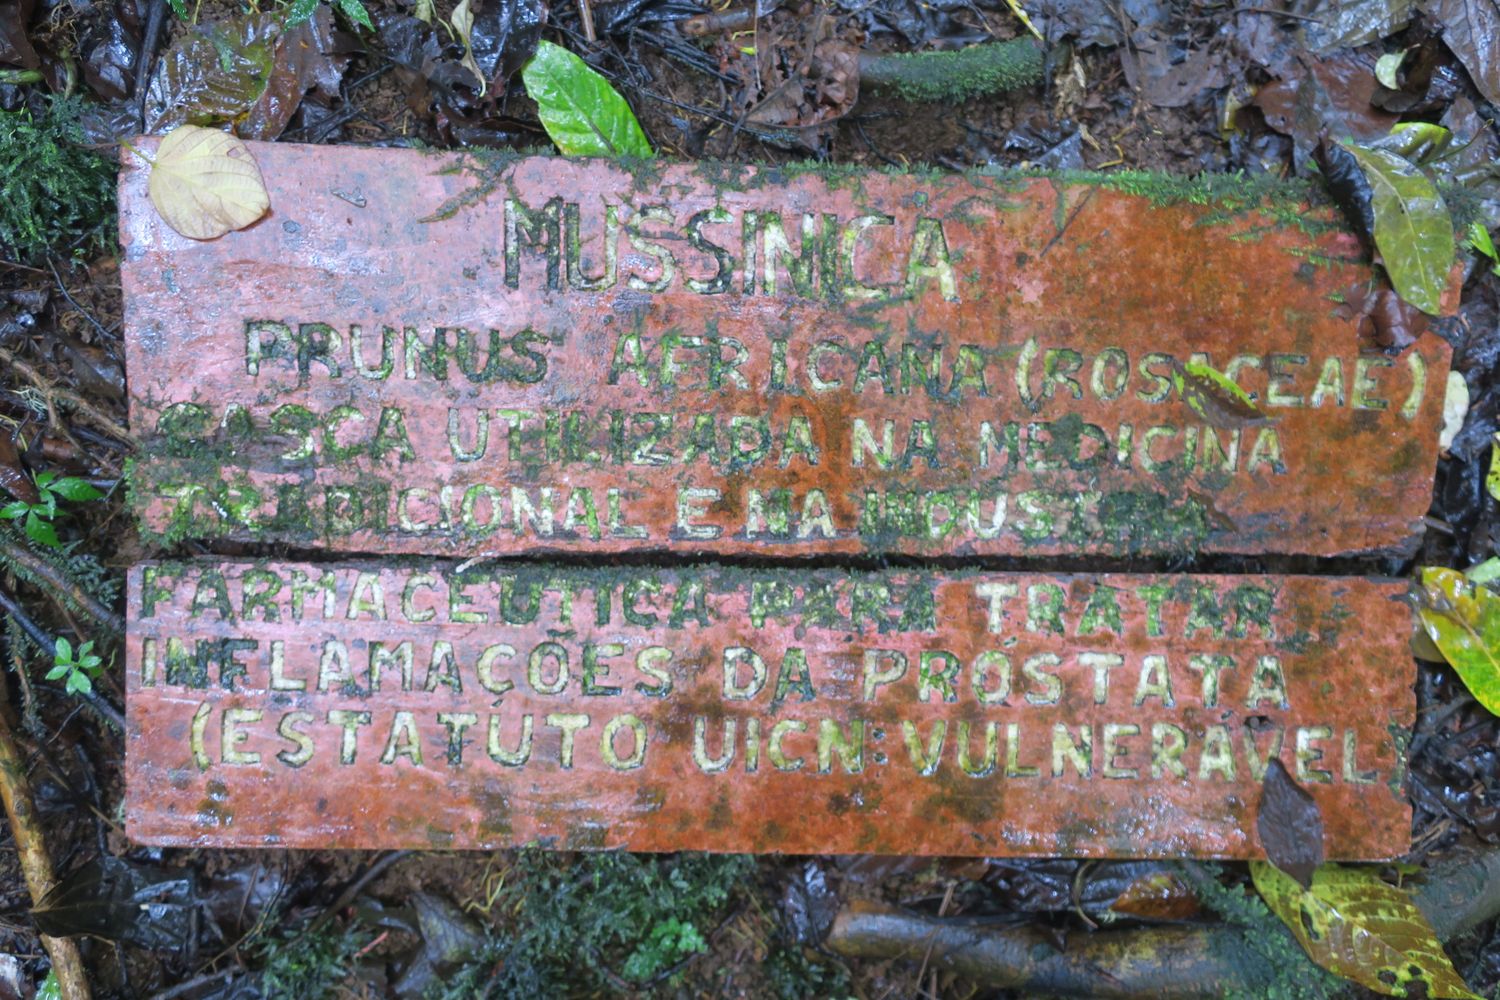 MUSSINICA
PRUNUS AFRICANA (ROSACEAE)
CASCA UTILIZADA NA MEDICINA
TRADICIONAL E NA INDUSTRIA
FARMACEUTICA PARA TRATAR
INFLAMAÇÕES DA PRÓSTATA
(ESTATÚTO UICN: VULNERÁVEL)